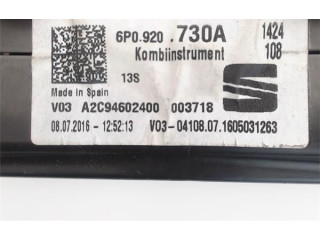 6P0.920 .730A 1424
Kombiinstrument 108
13S
Made in Spain
V03 A2C94602400 003718
08.07.2016 - 12:52:13 V03-04108.07.1605031263